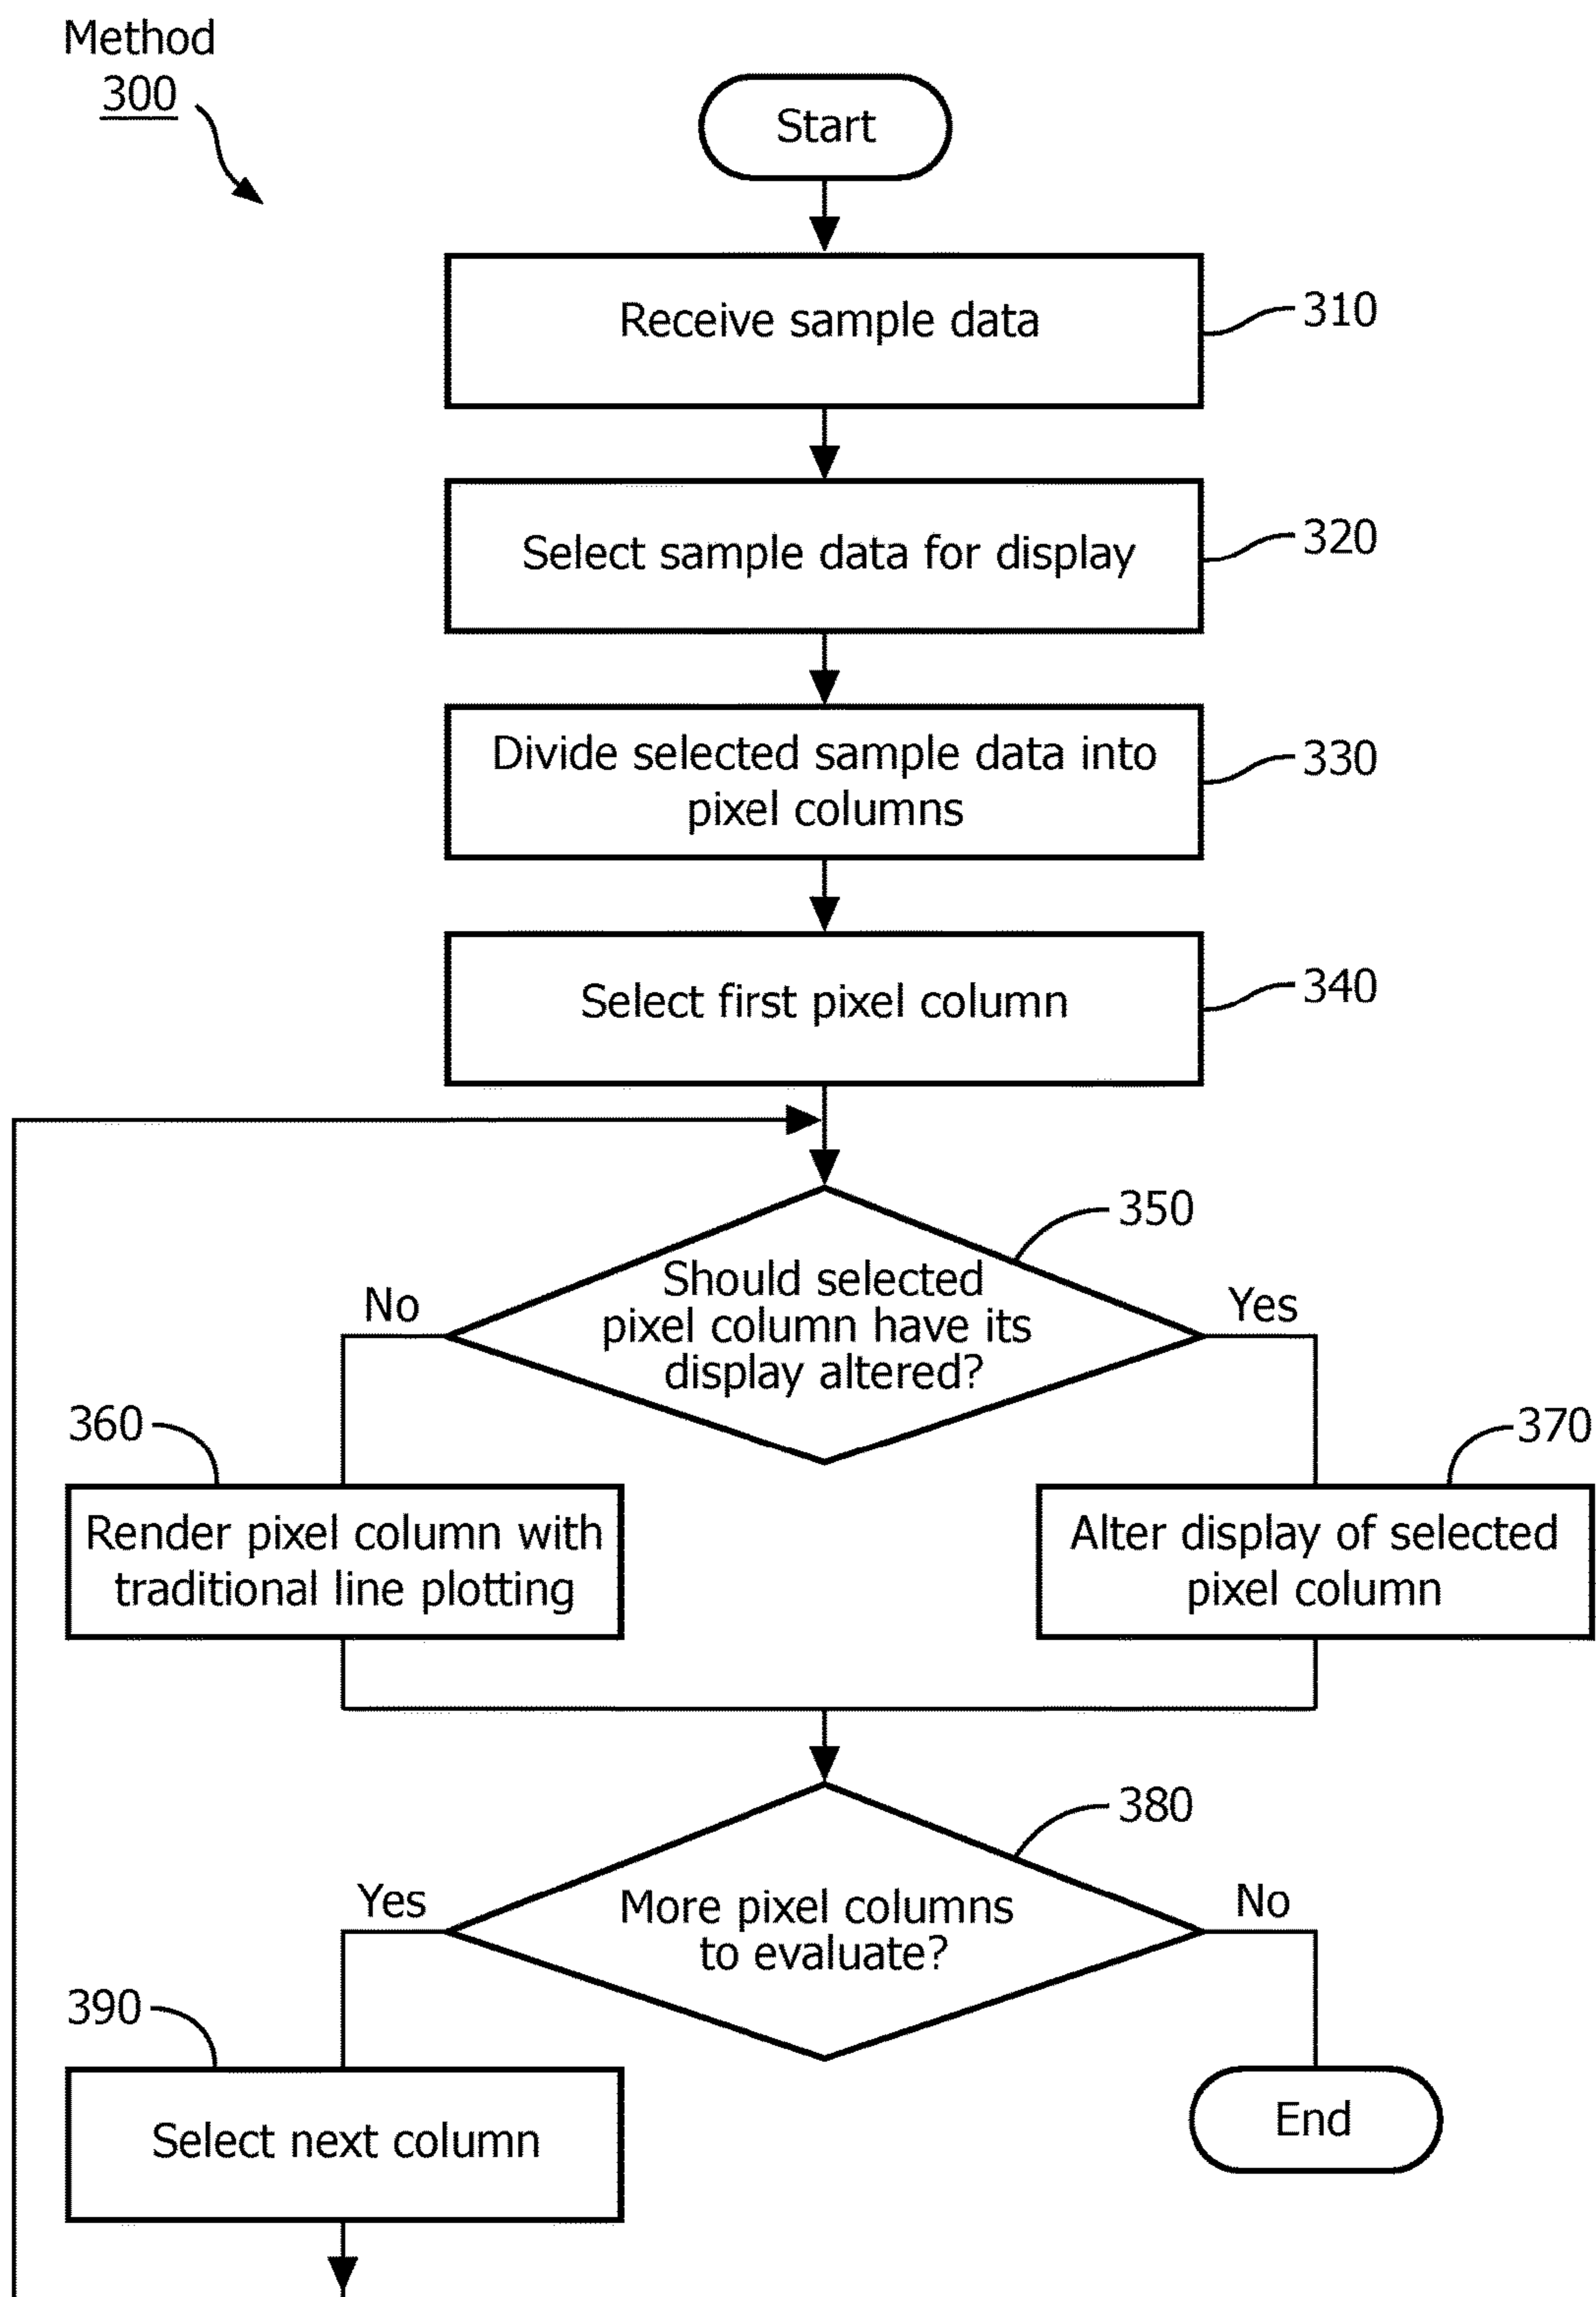 Method
300
Start
Receive sample data
310
Select sample data for display
320
Divide selected sample data into
pixel columns
330
Select first pixel column
340
350
Should selected
pixel column have its
display altered?
No
Yes
360
Render pixel column with
traditional line plotting
370
Alter display of selected
pixel column
380
More pixel columns
to evaluate?
Yes
No
390
Select next column
End